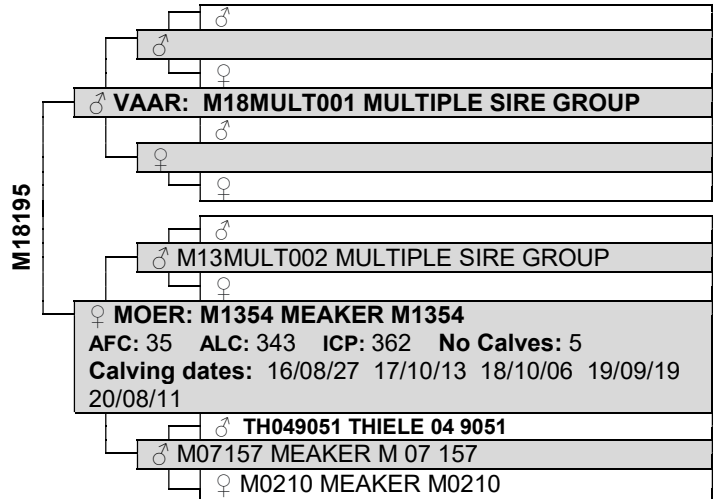 ♂
♂
♀
♂ VAAR: M18MULT001 MULTIPLE SIRE GROUP
♂
♀
♀
M18195
♂
♂ M13MULT002 MULTIPLE SIRE GROUP
♀
♀ MOER: M1354 MEAKER M1354
AFC: 35 ALC: 343 ICP: 362 No Calves: 5
Calving dates: 16/08/27 17/10/13 18/10/06 19/09/19
20/08/11
♂ TH049051 THIELE 04 9051
♂ M07157 MEAKER M 07 157
♀ M0210 MEAKER M0210